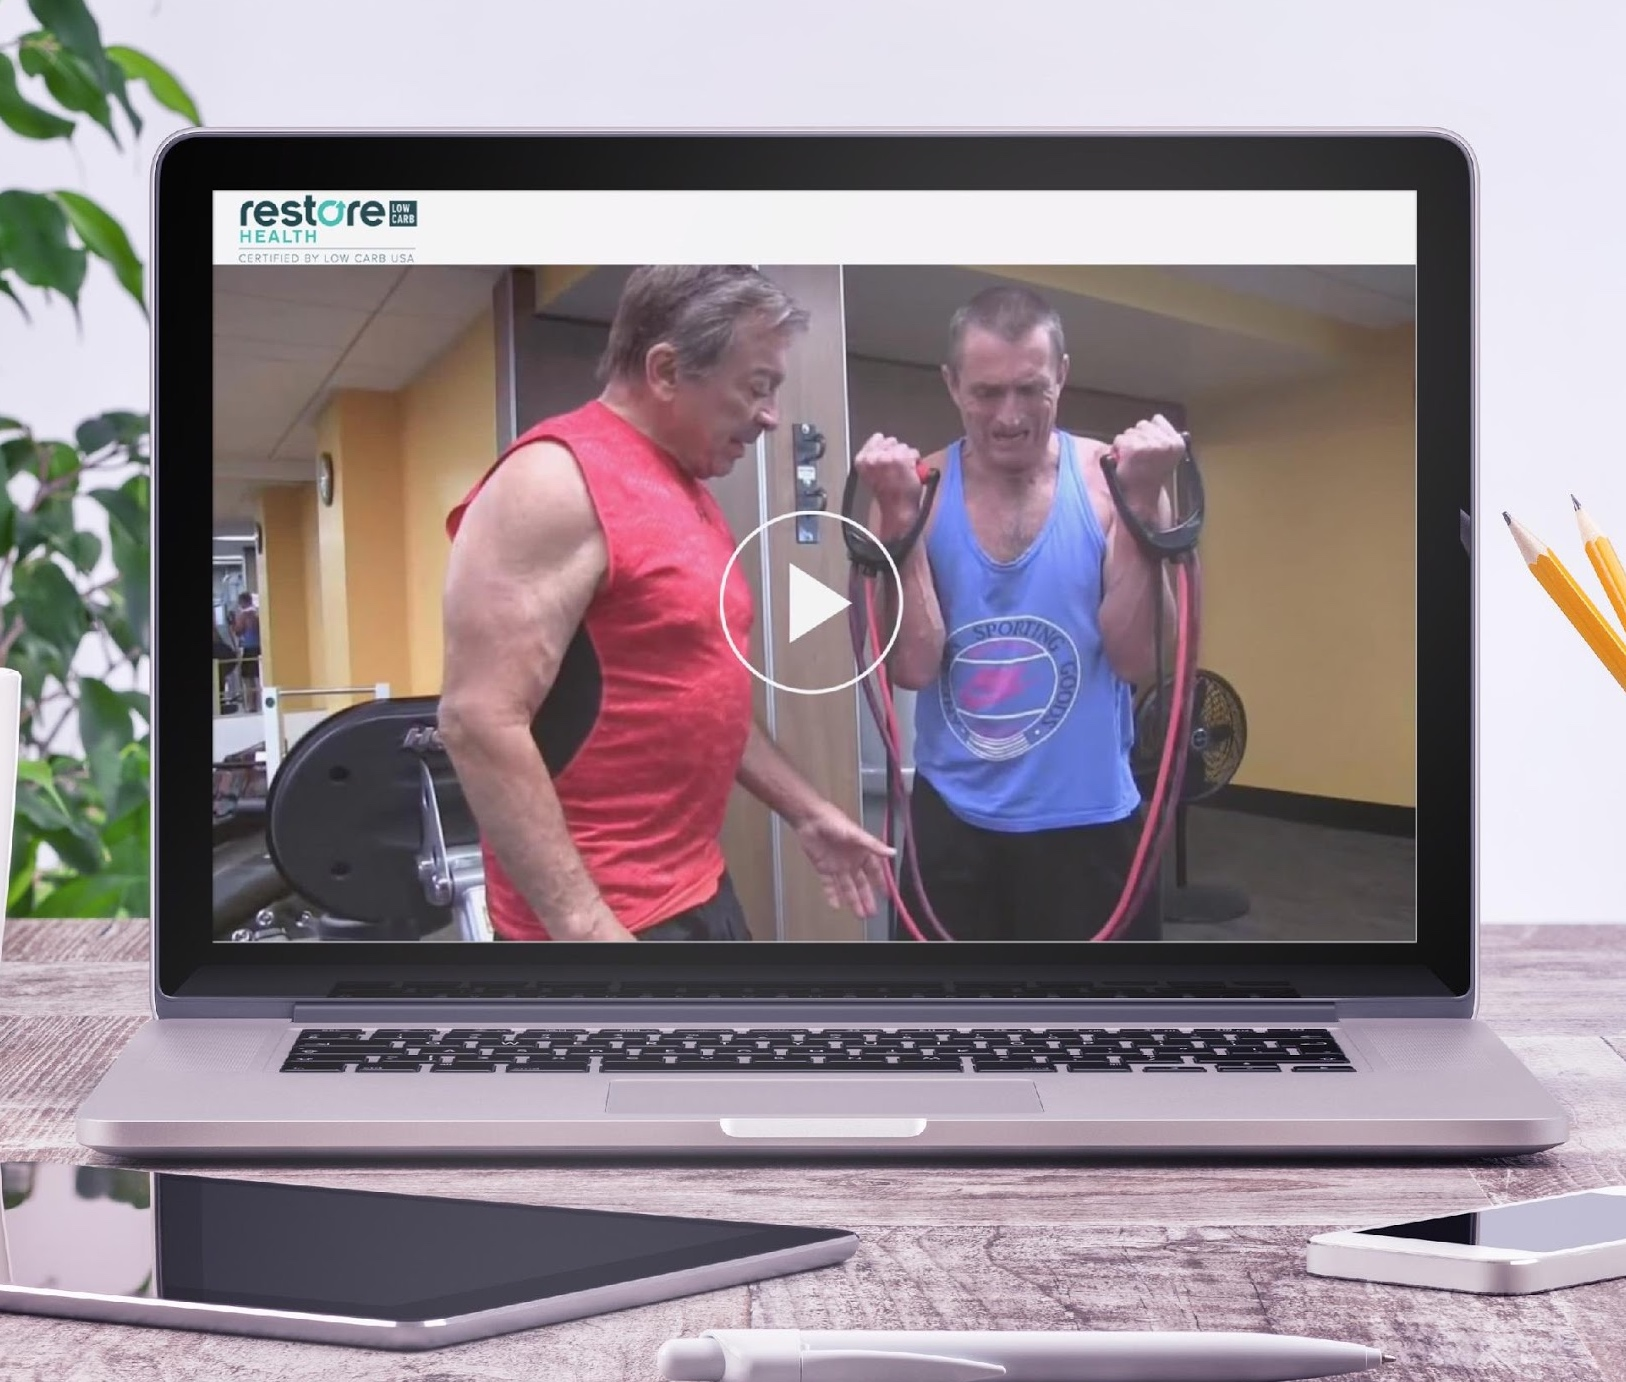 restore LOW CARB
HEALTH
CERTIFIED BY LOW CARB USA
SPORTING GOODS